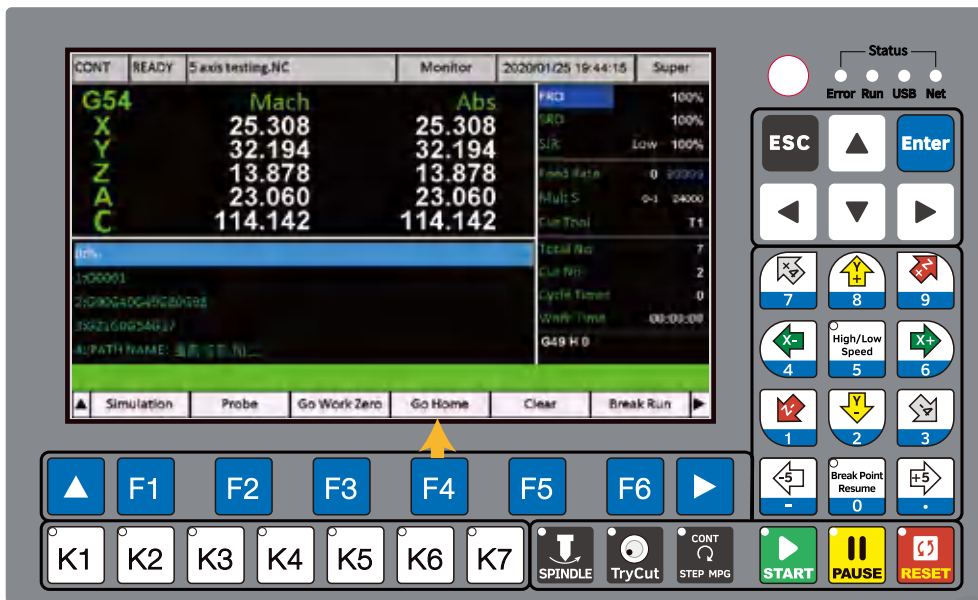 CONT READY 5 axis testing.NC Monitor 2020/01/25 19:44:15 Super
G54 Mach Abs
X 25.308 25.308
Y 32.194 32.194
Z 13.878 13.878
A 23.060 23.060
C 114.142 114.142
FRO 100%
SRO 100%
SJR Low 100%
Feed Rate 0
Mult S 0-1 24000
Cur Tool T1
Total No 7
Cur No 2
Cycle Times 0
Work Time 00:00:00
G49 H 0
4:(PATH NAME:
▲ Simulation Probe Go Work Zero Go Home Clear Break Run ▶
Status
Error Run USB Net
ESC ▲ Enter
◀ ▼ ▶
7 Y+ 8 9
X- 4 High/Low Speed 5 X+ 6
Z- 1 Y- 2 3
-5 - Break Point Resume 0 +5 .
▲ F1 F2 F3 F4 F5 F6 ▶
K1 K2 K3 K4 K5 K6 K7
SPINDLE TryCut CONT STEP MPG START PAUSE RESET